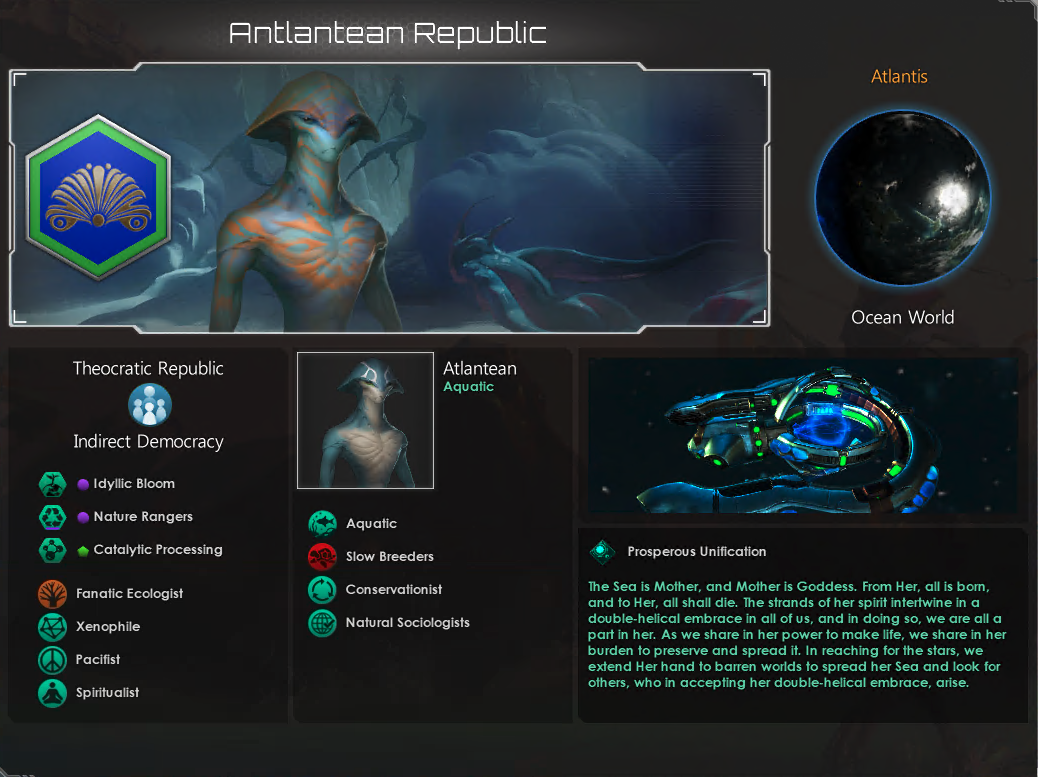 Antlantean Republic
Atlantis
Ocean World
Theocratic Republic
Indirect Democracy
Idyllic Bloom
Nature Rangers
Catalytic Processing
Fanatic Ecologist
Xenophile
Pacifist
Spiritualist
Atlantean
Aquatic
Aquatic
Slow Breeders
Conservationist
Natural Sociologists
Prosperous Unification
The Sea is Mother, and Mother is Goddess. From Her, all is born,
and to Her, all shall die. The strands of her spirit intertwine in a
double-helical embrace in all of us, and in doing so, we are all a
part in her. As we share in her power to make life, we share in her
burden to preserve and spread it. In reaching for the stars, we
extend Her hand to barren worlds to spread her Sea and look for
others, who in accepting her double-helical embrace, arise.